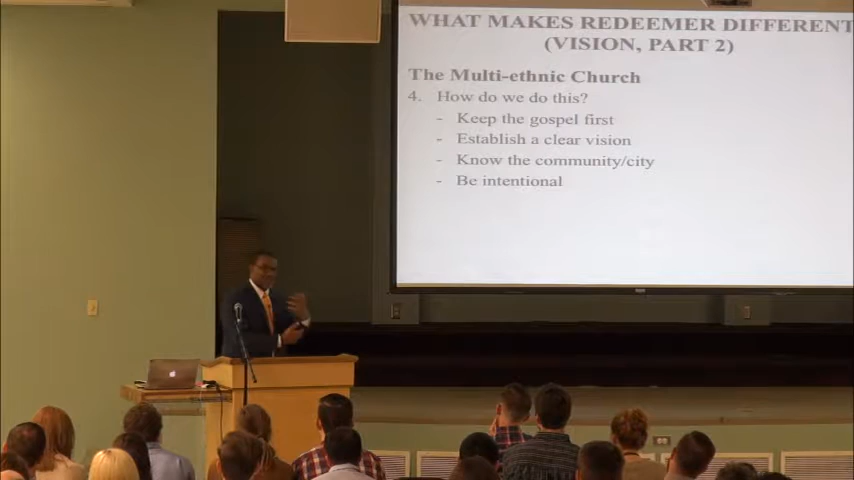 WHAT MAKES REDEEMER DIFFERENT
(VISION, PART 2)
The Multi-ethnic Church
4. How do we do this?
- Keep the gospel first
- Establish a clear vision
- Know the community/city
- Be intentional